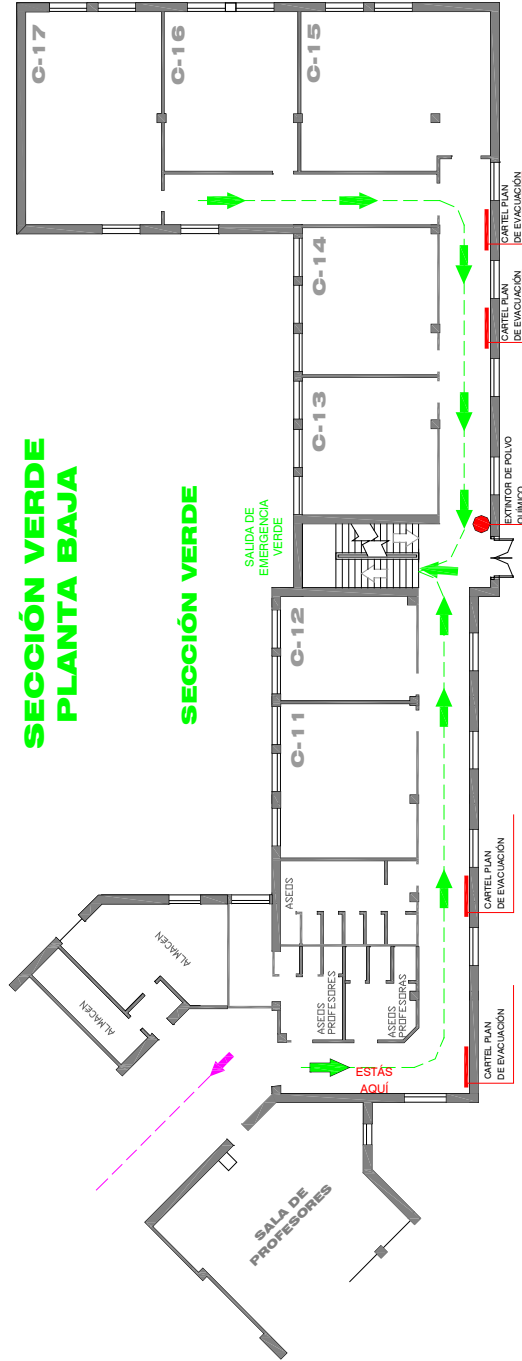 SECCIÓN VERDE
PLANTA BAJA
SECCIÓN VERDE
SALIDA DE
EMERGENCIA
VERDE
C-17
C-16
C-15
C-14
C-13
C-12
C-11
CARTEL PLAN
DE EVACUACIÓN
CARTEL PLAN
DE EVACUACIÓN
EXTINTOR DE POLVO
QUÍMICO
CARTEL PLAN
DE EVACUACIÓN
CARTEL PLAN
DE EVACUACIÓN
ASEOS
ASEOS
PROFESORES
ASEOS
PROFESORAS
ALMACEN
ALMACEN
ESTÁS
AQUÍ
SALA DE
PROFESORES